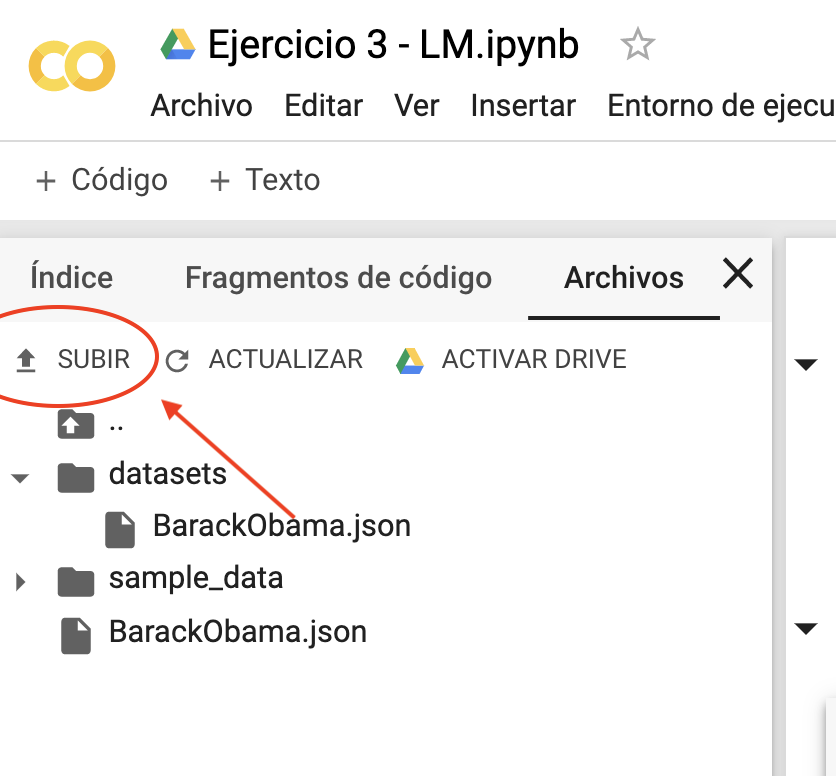 Ejercicio 3 - LM.ipynb
Archivo Editar Ver Insertar Entorno de ejecu
+ Código + Texto
Índice Fragmentos de código Archivos
SUBIR ACTUALIZAR ACTIVAR DRIVE
..
datasets
BarackObama.json
sample_data
BarackObama.json